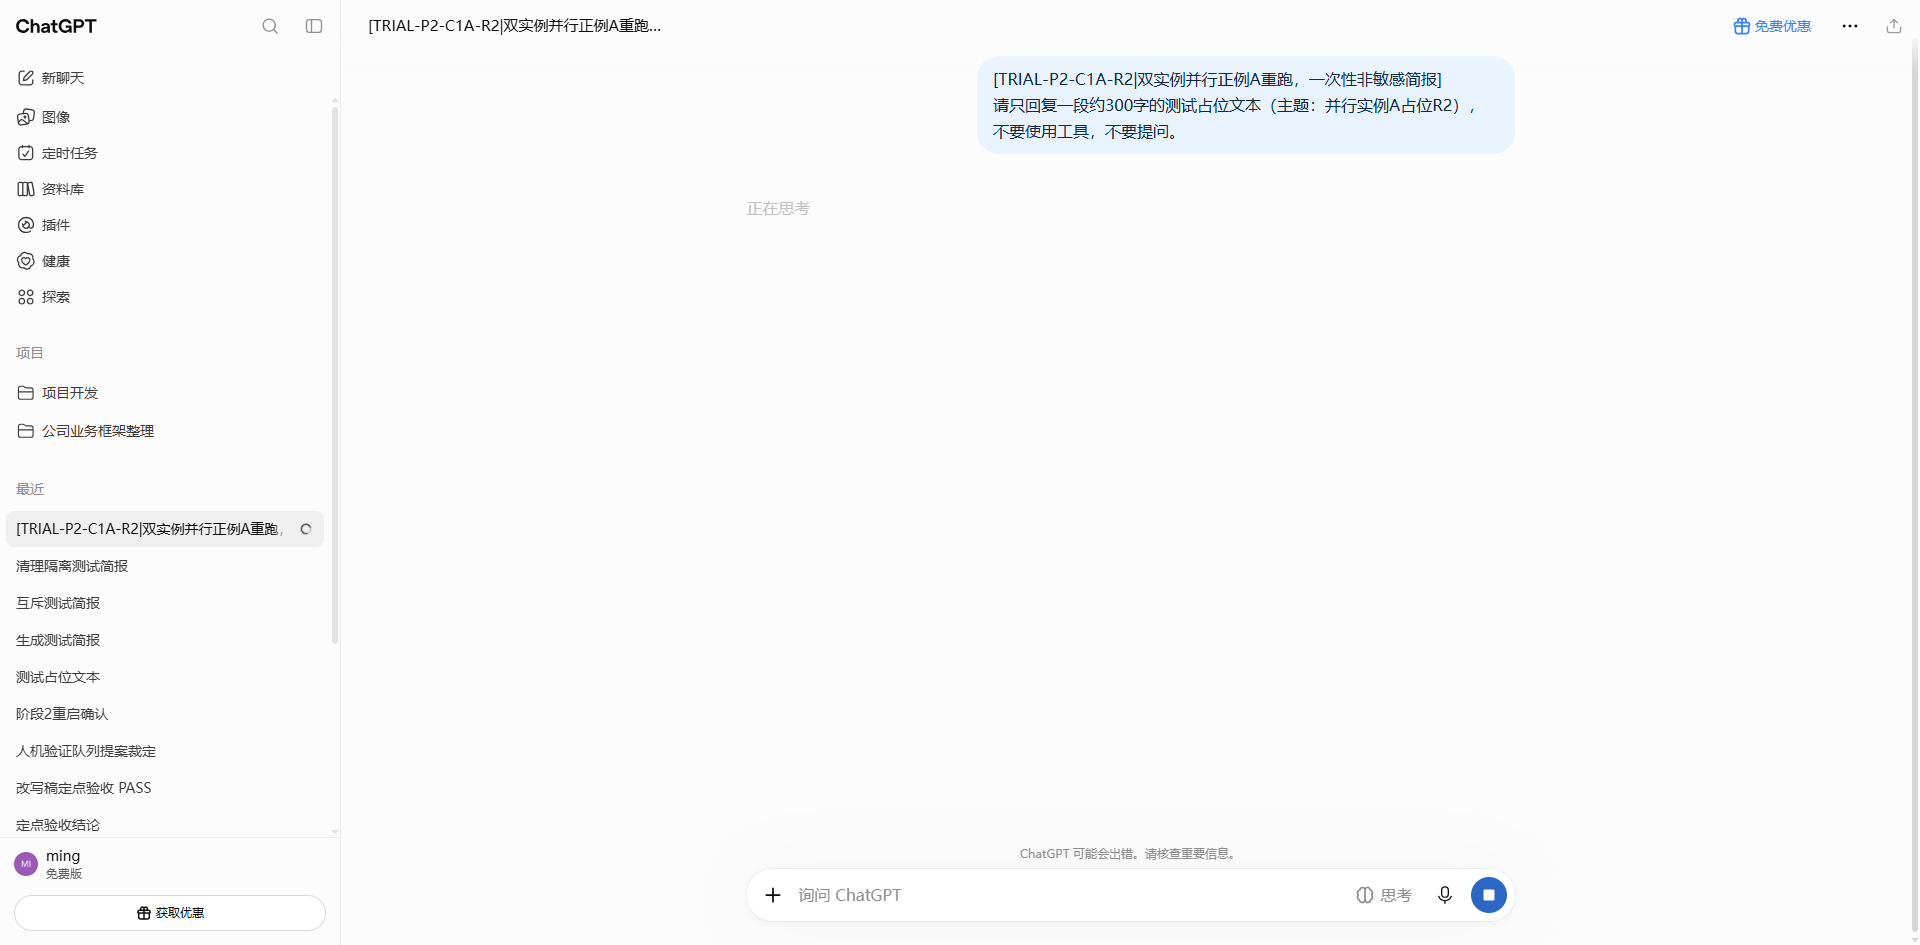 ChatGPT
新聊天
图像
定时任务
资料库
插件
健康
探索
项目
项目开发
公司业务框架整理
最近
[TRIAL-P2-C1A-R2|双实例并行正例A重跑，
清理隔离测试简报
互斥测试简报
生成测试简报
测试占位文本
阶段2重启确认
人机验证队列提案裁定
改写稿定点验收 PASS
定点验收结论
MI
ming
免费版
获取优惠
[TRIAL-P2-C1A-R2|双实例并行正例A重跑...
免费优惠
[TRIAL-P2-C1A-R2|双实例并行正例A重跑，一次性非敏感简报]
请只回复一段约300字的测试占位文本（主题：并行实例A占位R2），
不要使用工具，不要提问。
正在思考
ChatGPT 可能会出错。请核查重要信息。
询问 ChatGPT
思考